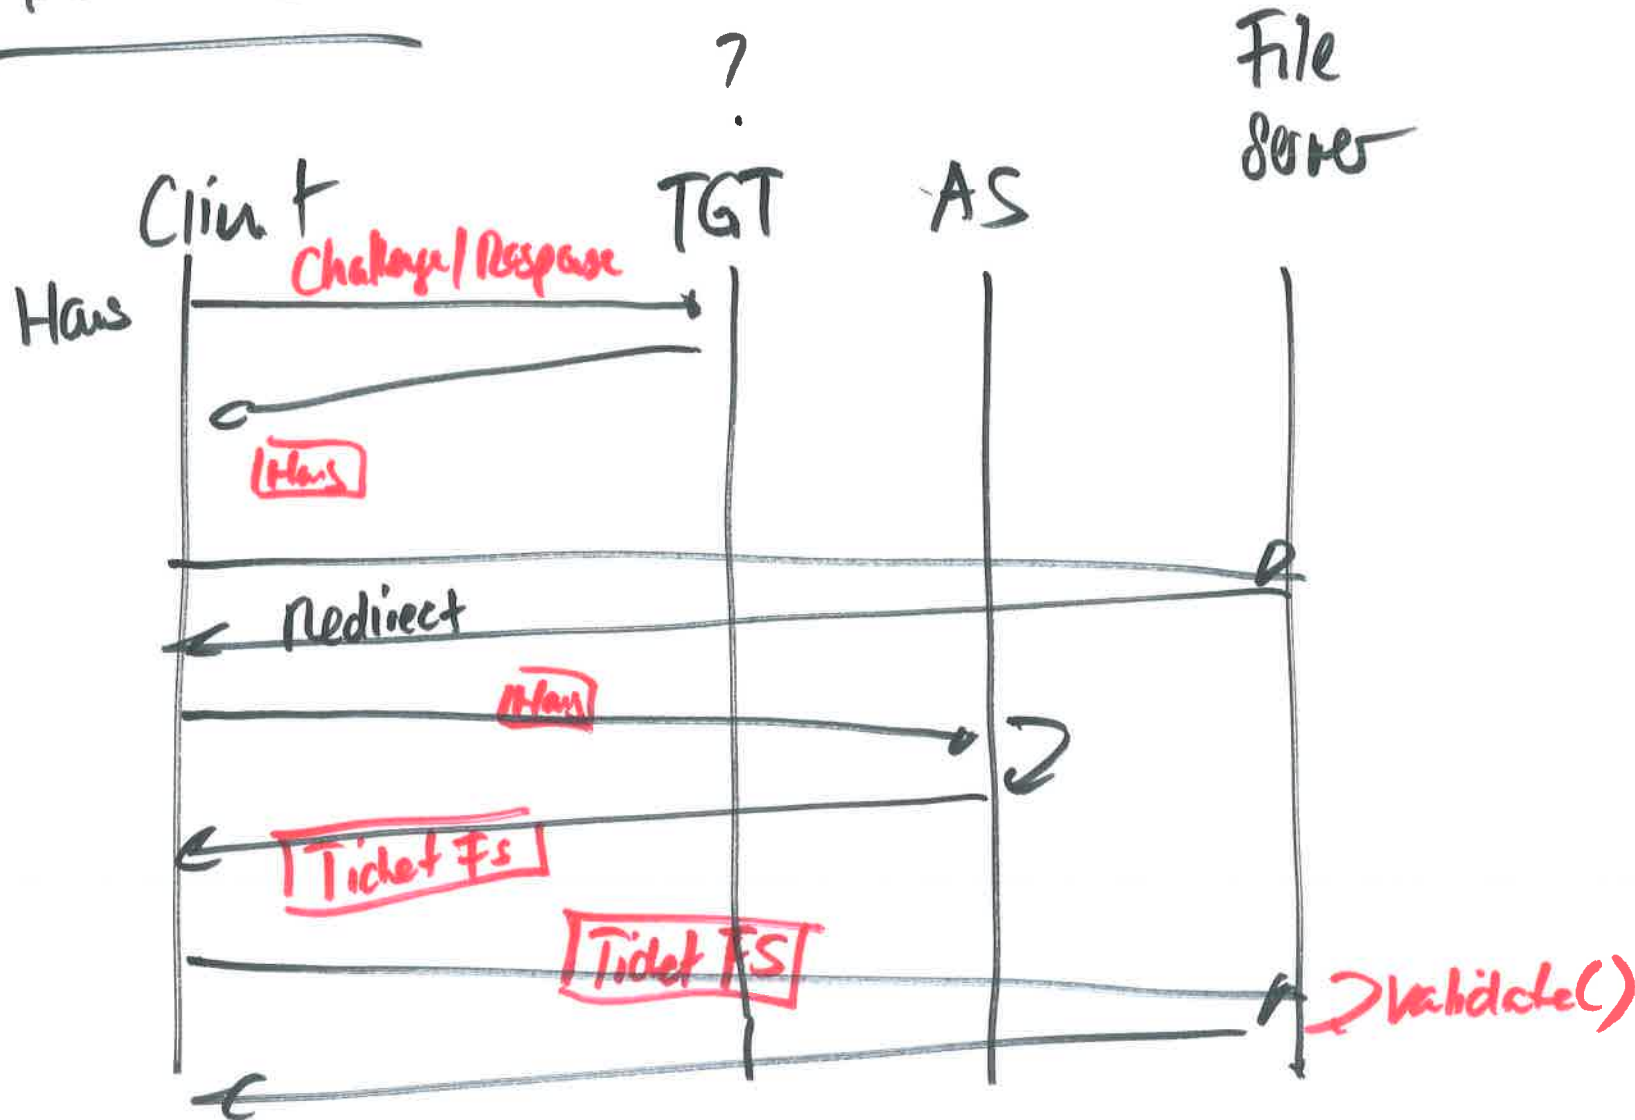 ?
File
Server
Client
TGT
AS
Challenge/Response
Hans
Hans
Redirect
Hans
Ticket Fs
Ticket FS
validate()